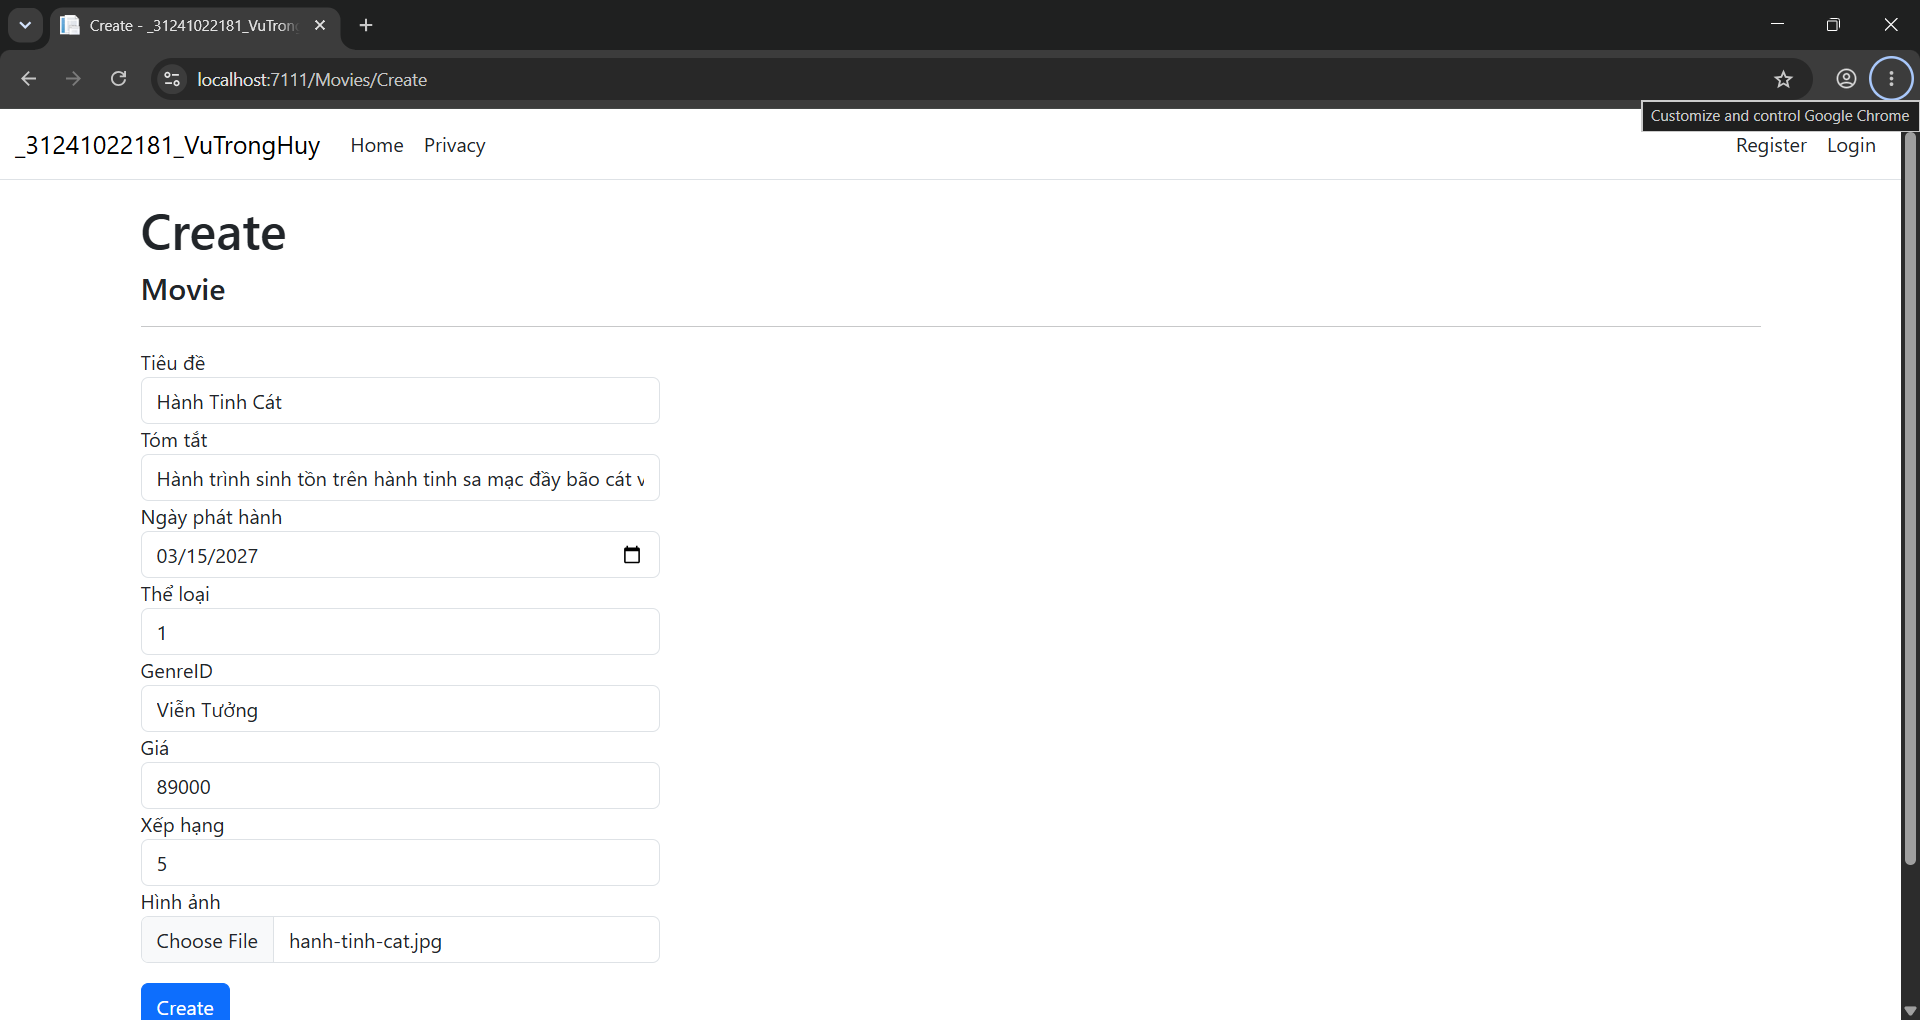 Create - _31241022181_VuTron
localhost:7111/Movies/Create
Customize and control Google Chrome
_31241022181_VuTrongHuy Home Privacy Register Login
Create
Movie
Tiêu đề
Hành Tinh Cát
Tóm tắt
Hành trình sinh tồn trên hành tinh sa mạc đầy bão cát v
Ngày phát hành
03/15/2027
Thể loại
1
GenreID
Viễn Tưởng
Giá
89000
Xếp hạng
5
Hình ảnh
Choose File hanh-tinh-cat.jpg
Create